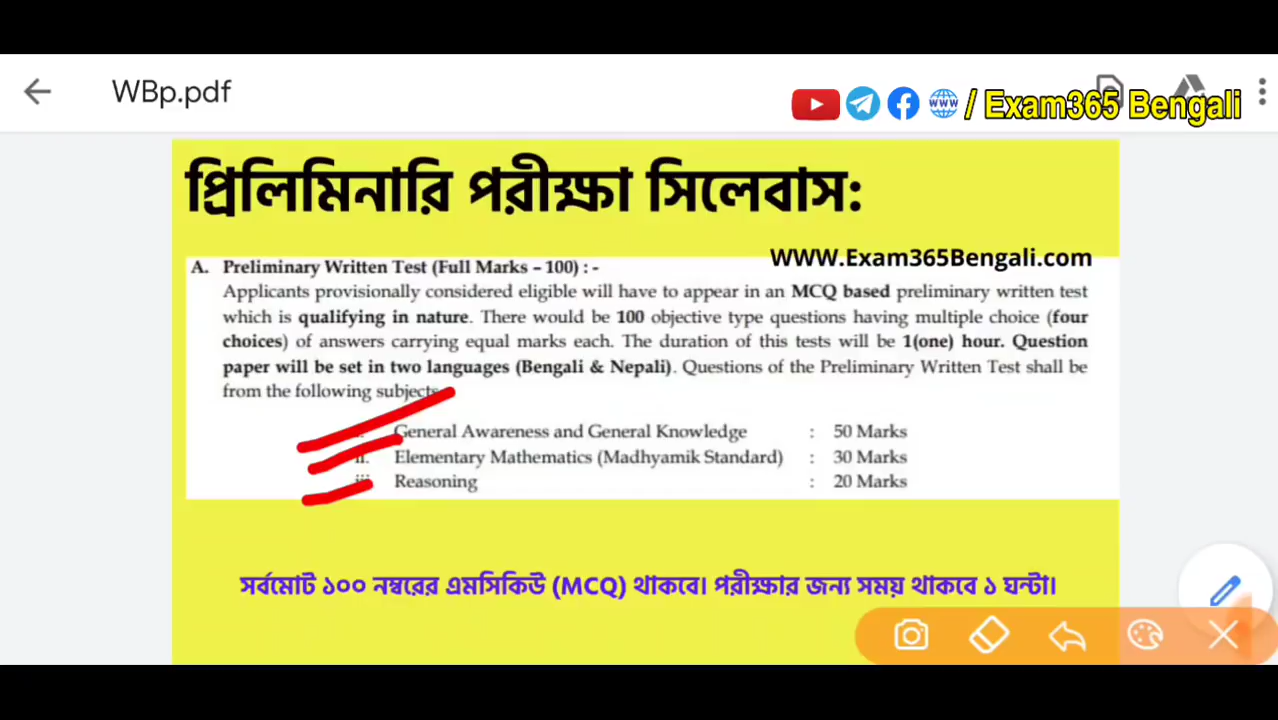 WBp.pdf
WWW / Exam365 Bengali
প্রিলিমিনারি পরীক্ষা সিলেবাস:
WWW.Exam365Bengali.com
A. Preliminary Written Test (Full Marks – 100) : -
Applicants provisionally considered eligible will have to appear in an MCQ based preliminary written test
which is qualifying in nature. There would be 100 objective type questions having multiple choice (four
choices) of answers carrying equal marks each. The duration of this tests will be 1(one) hour. Question
paper will be set in two languages (Bengali & Nepali). Questions of the Preliminary Written Test shall be
from the following subjects
General Awareness and General Knowledge : 50 Marks
ii. Elementary Mathematics (Madhyamik Standard) : 30 Marks
iii Reasoning : 20 Marks
সর্বমোট ১০০ নম্বরের এমসিকিউ (MCQ) থাকবে। পরীক্ষার জন্য সময় থাকবে ১ ঘন্টা।